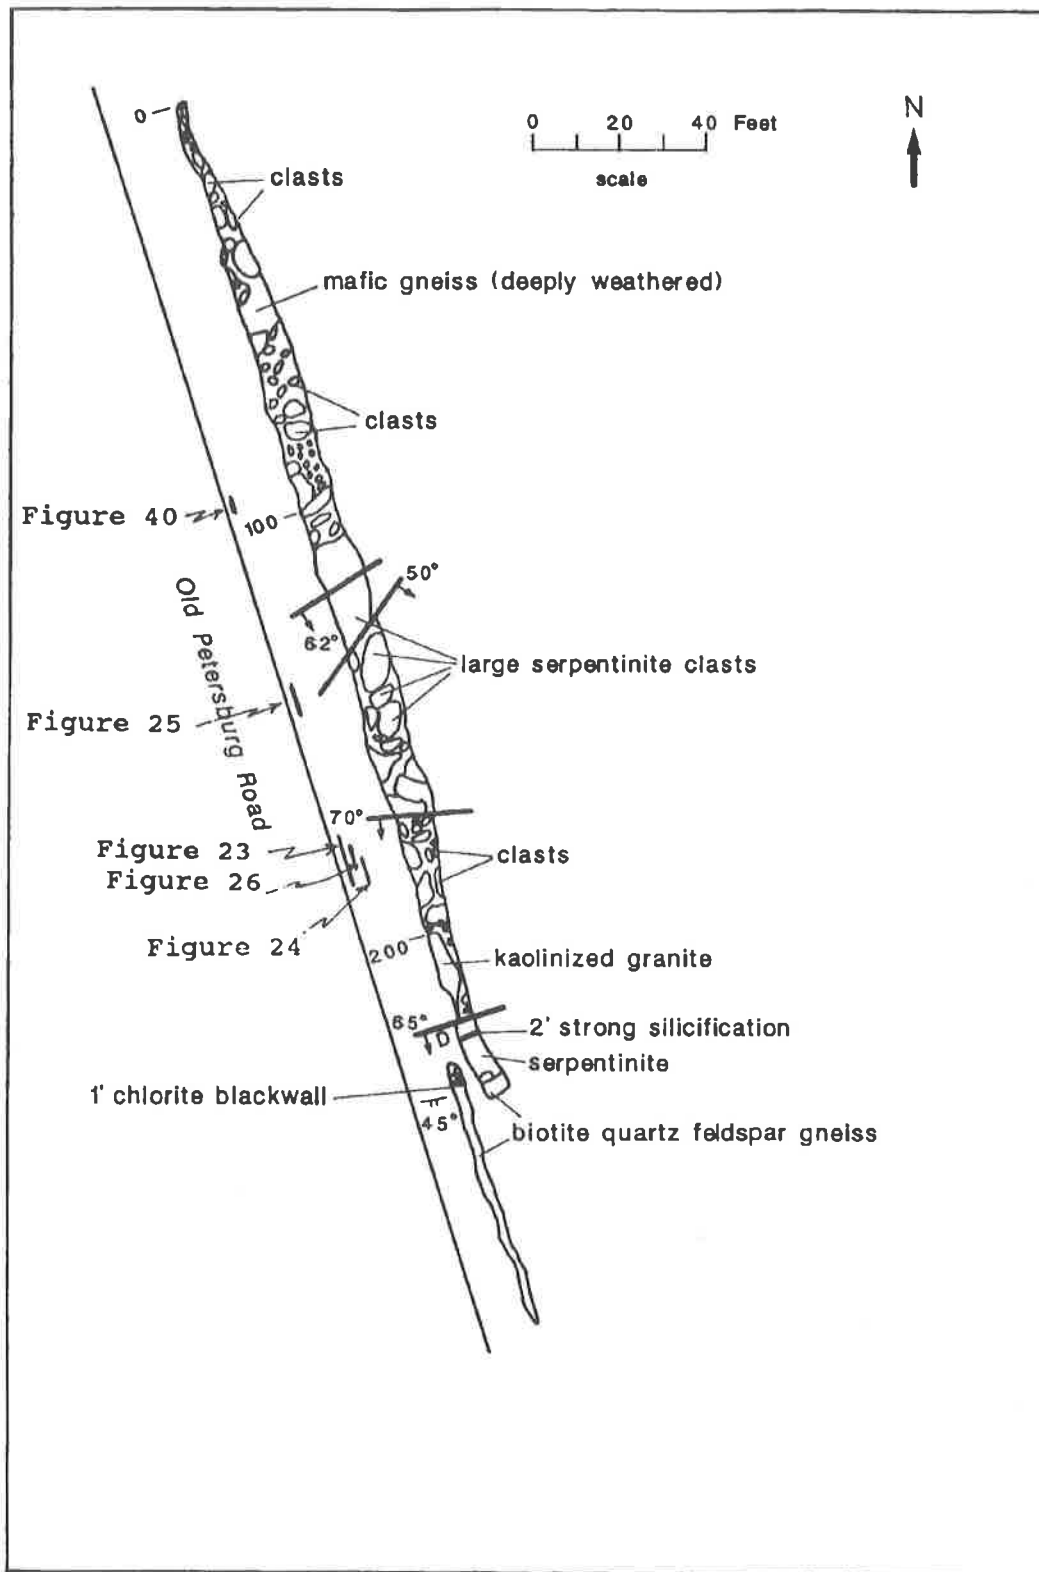 N
0 20 40 Feet
scale
0
clasts
mafic gneiss (deeply weathered)
clasts
Figure 40
100
50°
62°
Old Petersburg Road
large serpentinite clasts
Figure 25
70°
Figure 23
clasts
Figure 26
Figure 24
200
kaolinized granite
65°
D
2' strong silicification
serpentinite
1' chlorite blackwall
45°
biotite quartz feldspar gneiss